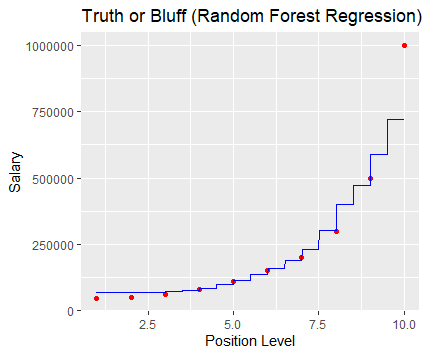 Truth or Bluff (Random Forest Regression)
1000000
750000
500000
250000
0
2.5 5.0 7.5 10.0
Position Level
Salary